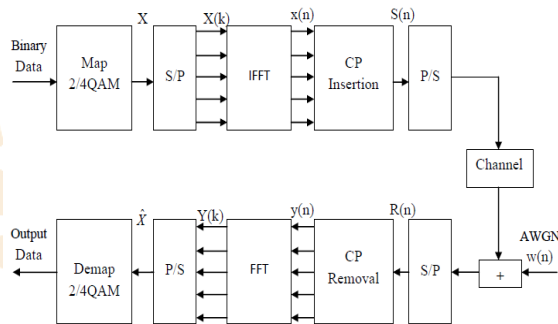 X
X(k)
x(n)
S(n)
Binary
Data
Map
2/4QAM
S/P
IFFT
CP
Insertion
P/S
Channel
Output
Data
X̂
Y(k)
y(n)
R(n)
Demap
2/4QAM
P/S
FFT
CP
Removal
S/P
+
AWGN
w(n)